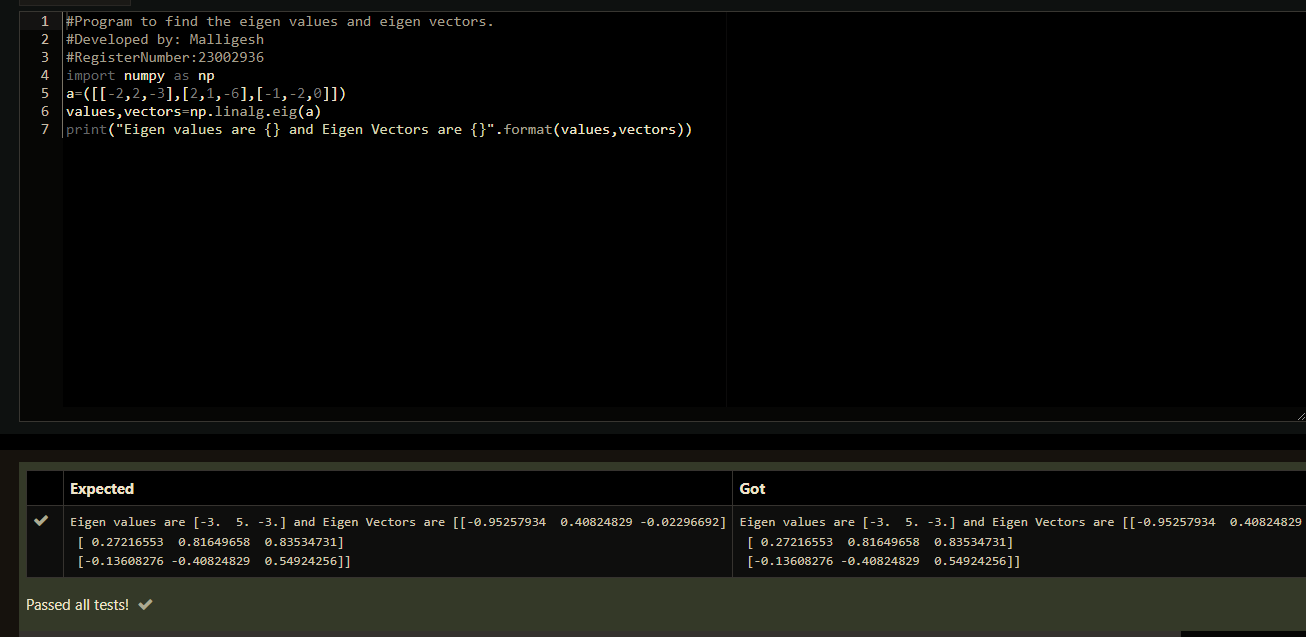 1 #Program to find the eigen values and eigen vectors.
2 #Developed by: Malligesh
3 #RegisterNumber:23002936
4 import numpy as np
5 a=([[-2,2,-3],[2,1,-6],[-1,-2,0]])
6 values,vectors=np.linalg.eig(a)
7 print("Eigen values are {} and Eigen Vectors are {}".format(values,vectors))
Expected Got
Eigen values are [-3.  5. -3.] and Eigen Vectors are [[-0.95257934  0.40824829 -0.02296692] Eigen values are [-3.  5. -3.] and Eigen Vectors are [[-0.95257934  0.40824829
[ 0.27216553  0.81649658  0.83534731] [ 0.27216553  0.81649658  0.83534731]
[-0.13608276 -0.40824829  0.54924256]] [-0.13608276 -0.40824829  0.54924256]]
Passed all tests!